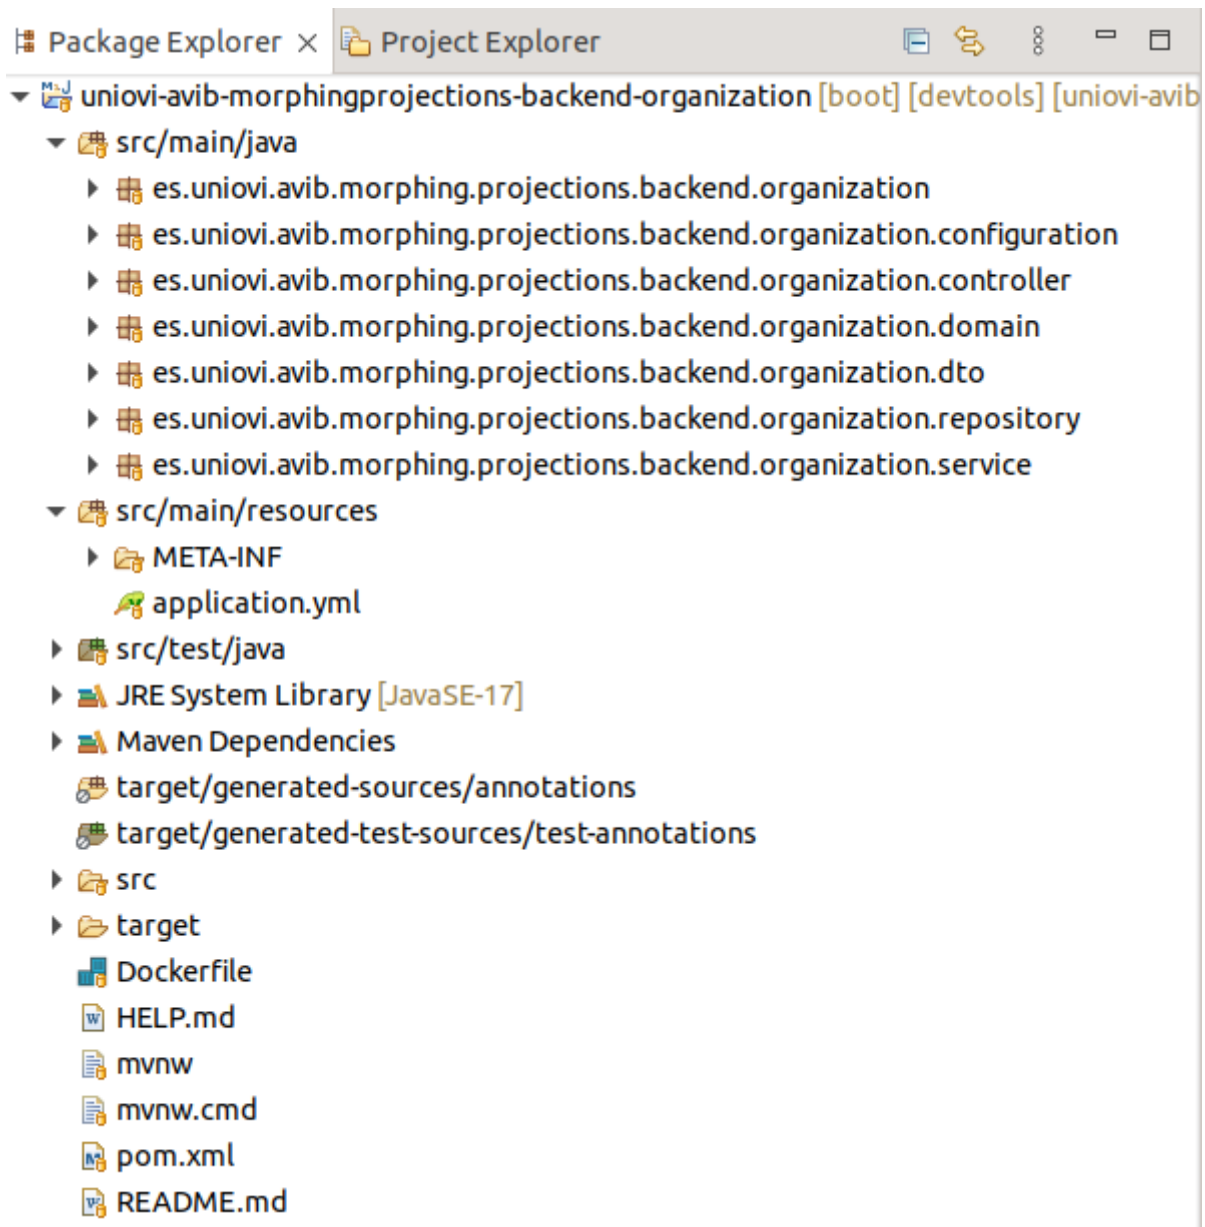 Package Explorer Project Explorer
uniovi-avib-morphingprojections-backend-organization [boot] [devtools] [uniovi-avib
src/main/java
es.uniovi.avib.morphing.projections.backend.organization
es.uniovi.avib.morphing.projections.backend.organization.configuration
es.uniovi.avib.morphing.projections.backend.organization.controller
es.uniovi.avib.morphing.projections.backend.organization.domain
es.uniovi.avib.morphing.projections.backend.organization.dto
es.uniovi.avib.morphing.projections.backend.organization.repository
es.uniovi.avib.morphing.projections.backend.organization.service
src/main/resources
META-INF
application.yml
src/test/java
JRE System Library [JavaSE-17]
Maven Dependencies
target/generated-sources/annotations
target/generated-test-sources/test-annotations
src
target
Dockerfile
HELP.md
mvnw
mvnw.cmd
pom.xml
README.md